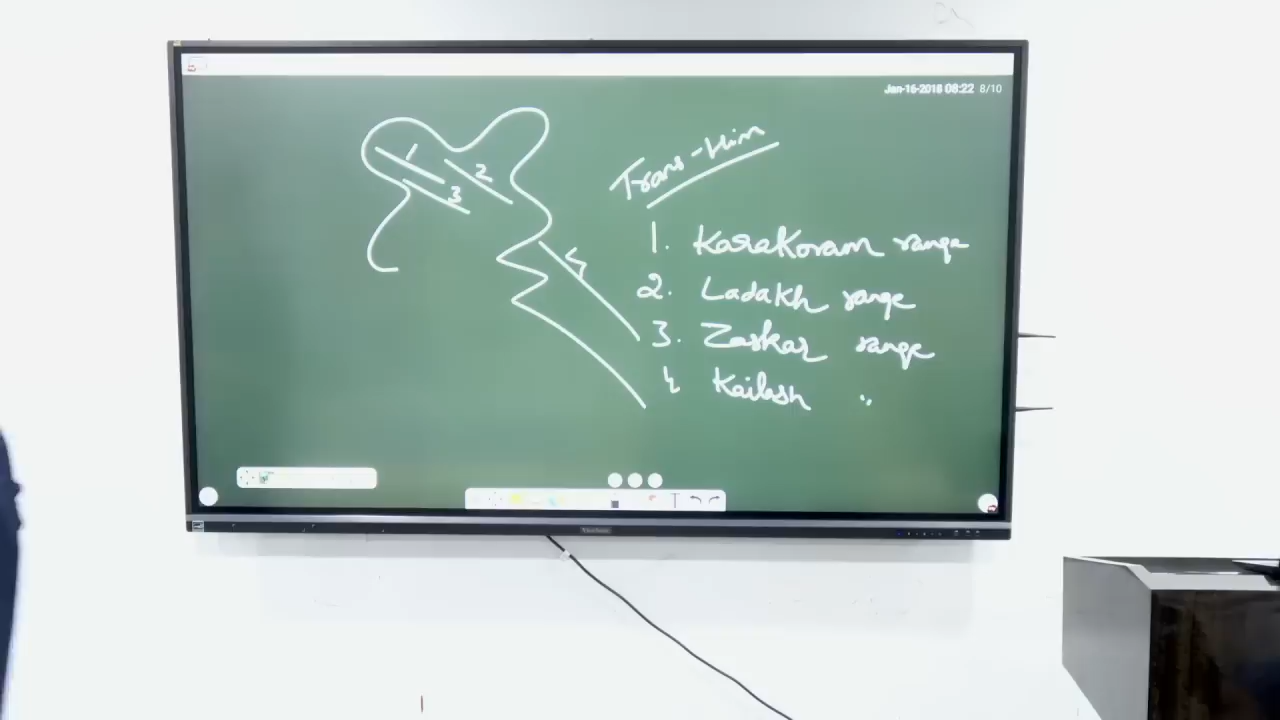 Jan-16-2018 08:22 8/10
Trans-Him
1
2
3
4
1. Karakoram range
2. Ladakh range
3. Zaskar range
4 Kailash "
ViewSonic